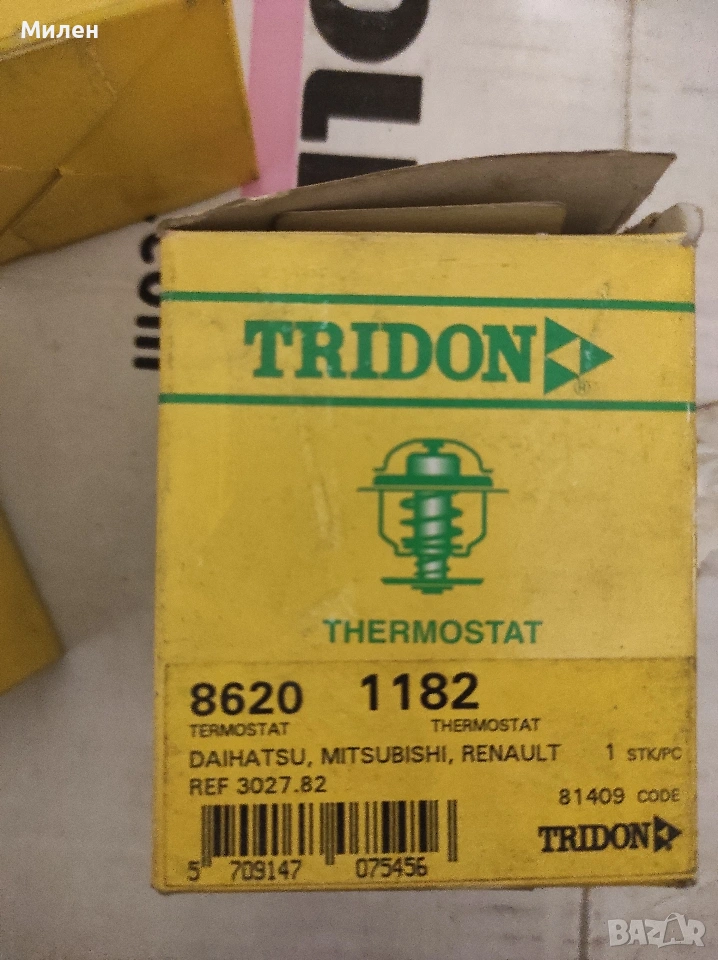 Милен
TRIDON
THERMOSTAT
8620 1182
TERMOSTAT THERMOSTAT
DAIHATSU, MITSUBISHI, RENAULT 1 STK/PC
REF 3027.82
81409 CODE
TRIDON
5 709147 075456
BAZAR